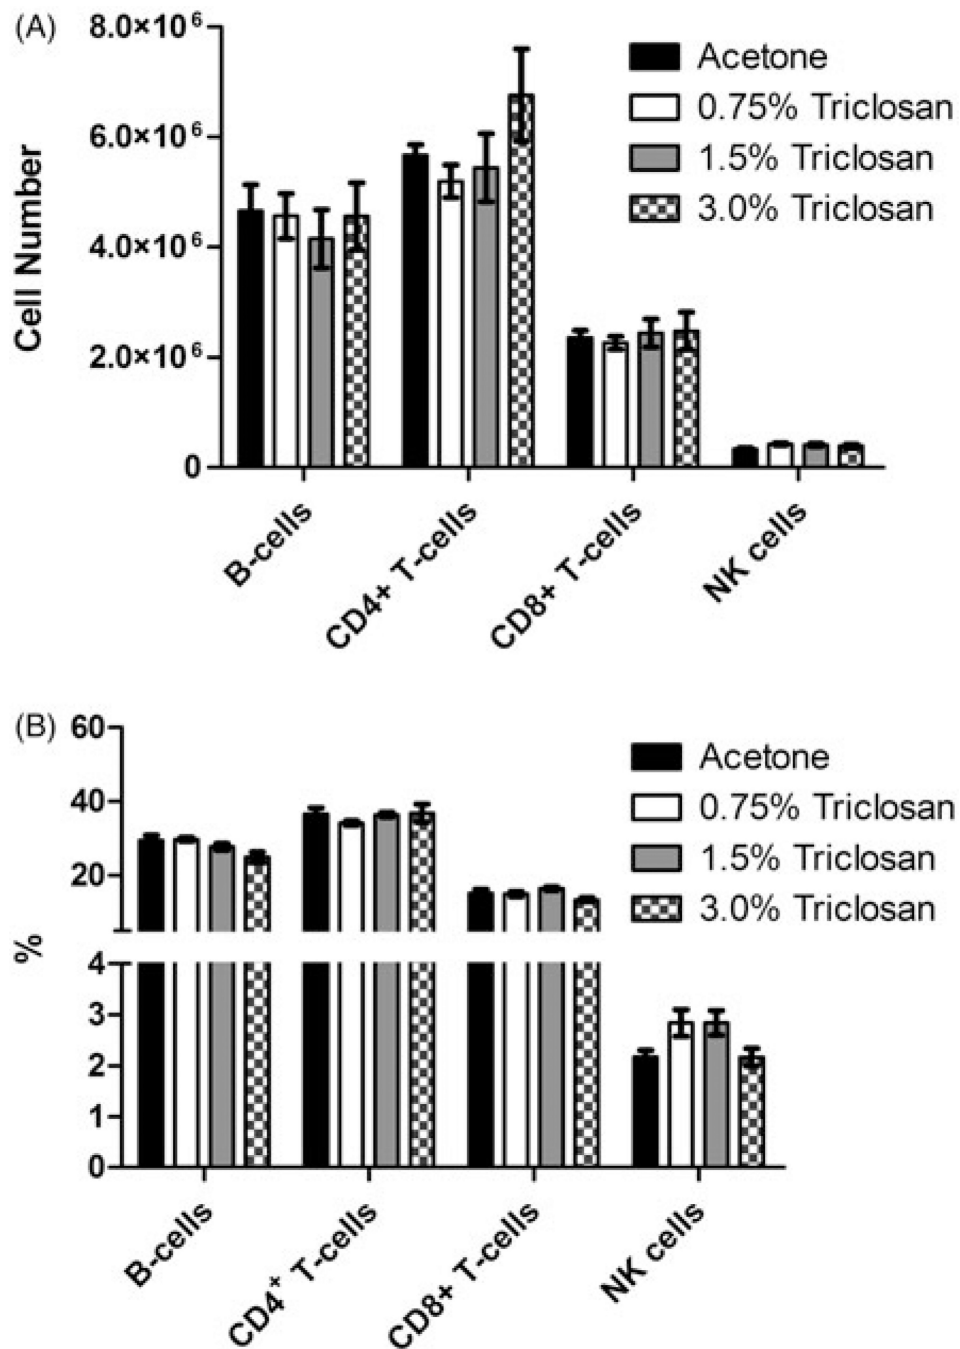 (A)
8.0×10⁶
6.0×10⁶
4.0×10⁶
2.0×10⁶
0
Cell Number
Acetone
0.75% Triclosan
1.5% Triclosan
3.0% Triclosan
B-cells
CD4+ T-cells
CD8+ T-cells
NK cells
(B)
60
40
20
4
3
2
1
0
%
Acetone
0.75% Triclosan
1.5% Triclosan
3.0% Triclosan
B-cells
CD4⁺ T-cells
CD8+ T-cells
NK cells